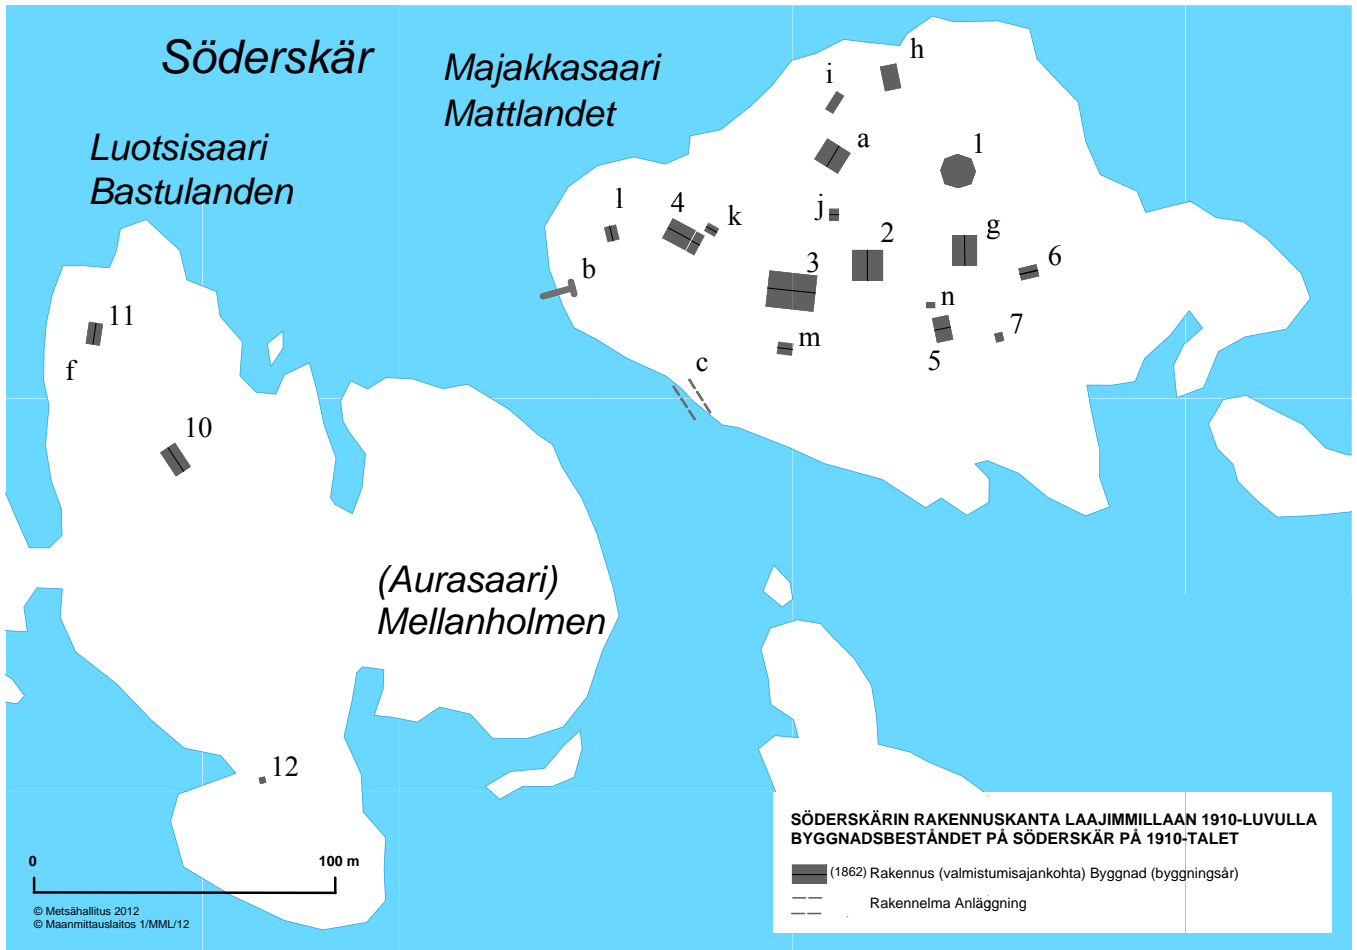 Söderskär
Majakkasaari
Mattlandet
Luotsisaari
Bastulanden
h
i
a
1
l
4
k
j
2
g
6
b
3
n
7
5
m
c
11
f
10
(Aurasaari)
Mellanholmen
12
0 100 m
© Metsähallitus 2012
© Maanmittauslaitos 1/MML/12
SÖDERSKÄRIN RAKENNUSKANTA LAAJIMMILLAAN 1910-LUVULLA
BYGGNADSBESTÅNDET PÅ SÖDERSKÄR PÅ 1910-TALET
(1862) Rakennus (valmistumisajankohta) Byggnad (byggningsår)
Rakennelma Anläggning